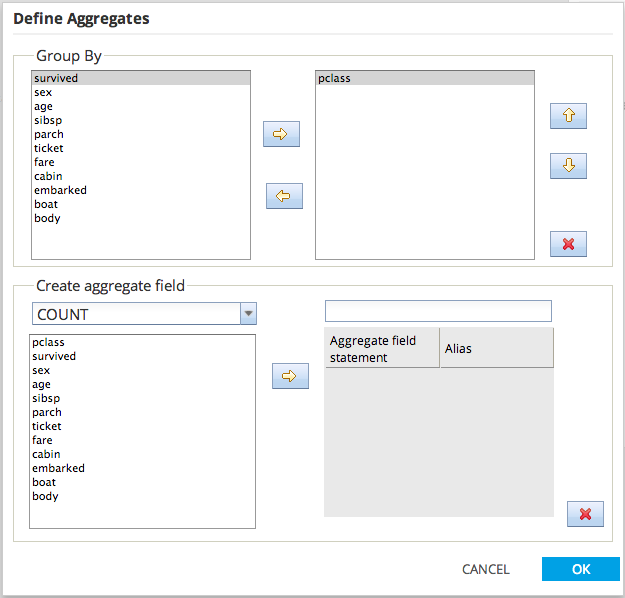 Define Aggregates
Group By
survived
sex
age
sibsp
parch
ticket
fare
cabin
embarked
boat
body
pclass
Create aggregate field
COUNT
pclass
survived
sex
age
sibsp
parch
ticket
fare
cabin
embarked
boat
body
Aggregate field
statement
Alias
CANCEL
OK